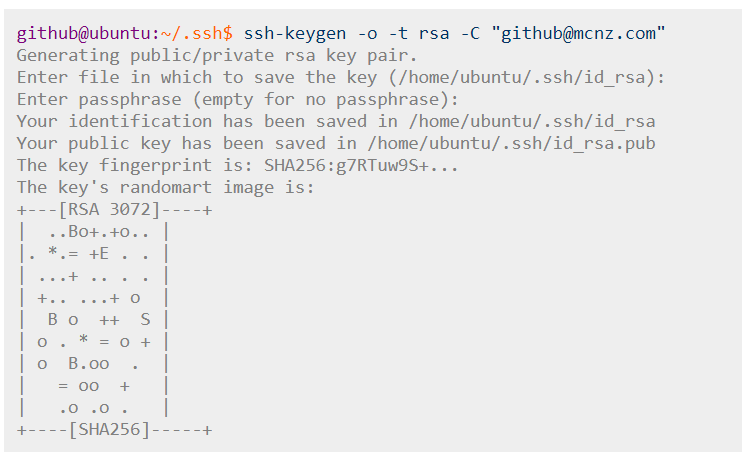 github@ubuntu:~/.ssh$ ssh-keygen -o -t rsa -C "github@mcnz.com"
Generating public/private rsa key pair.
Enter file in which to save the key (/home/ubuntu/.ssh/id_rsa):
Enter passphrase (empty for no passphrase):
Your identification has been saved in /home/ubuntu/.ssh/id_rsa
Your public key has been saved in /home/ubuntu/.ssh/id_rsa.pub
The key fingerprint is: SHA256:g7RTuw9S+...
The key's randomart image is:
+---[RSA 3072]----+
|  ..Bo+.+o.. |
|. *.= +E . . |
| ...+ .. . . |
| +.. ...+ o  |
|  B o  ++  S |
| o . * = o + |
| o  B.oo  .  |
|   = oo  +   |
|   .o .o .   |
+----[SHA256]-----+